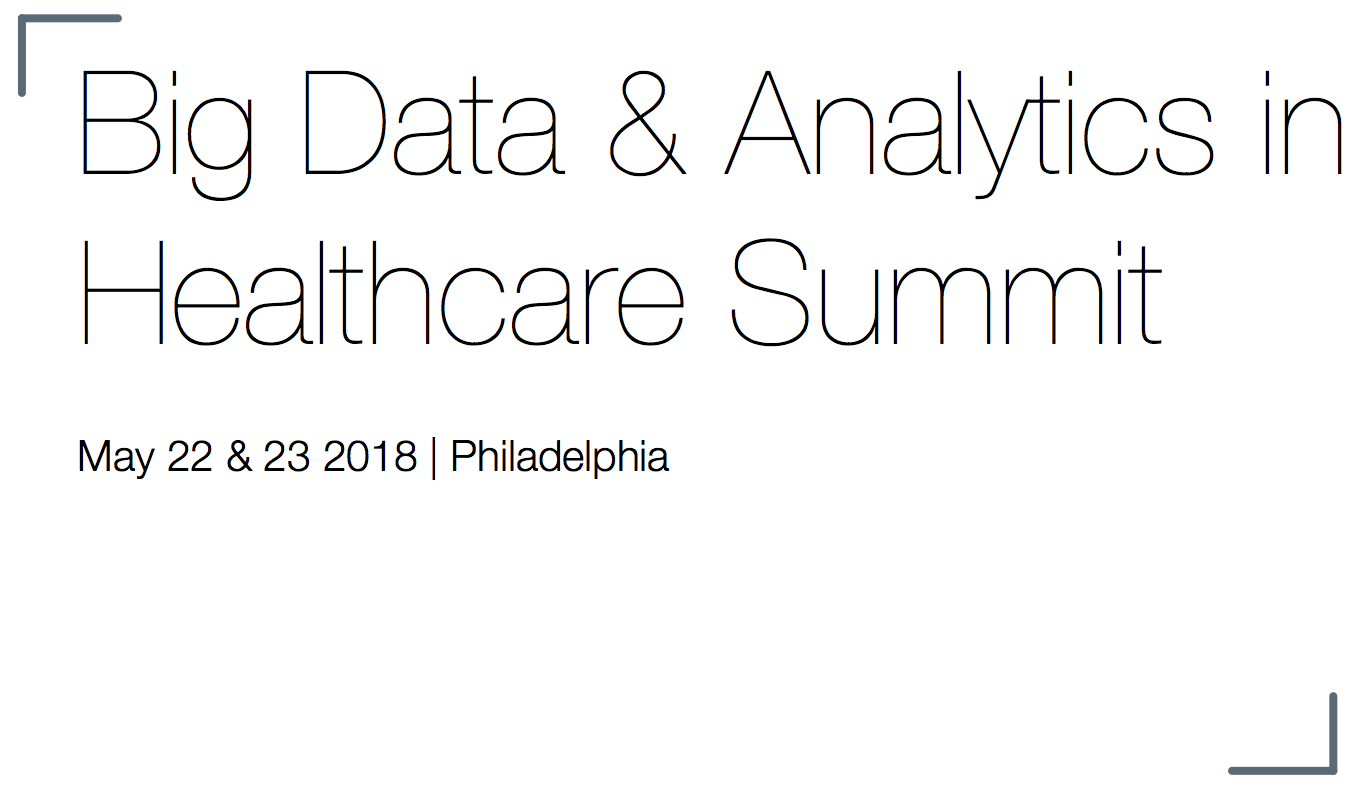 Big Data & Analytics in
Healthcare Summit
May 22 & 23 2018 | Philadelphia